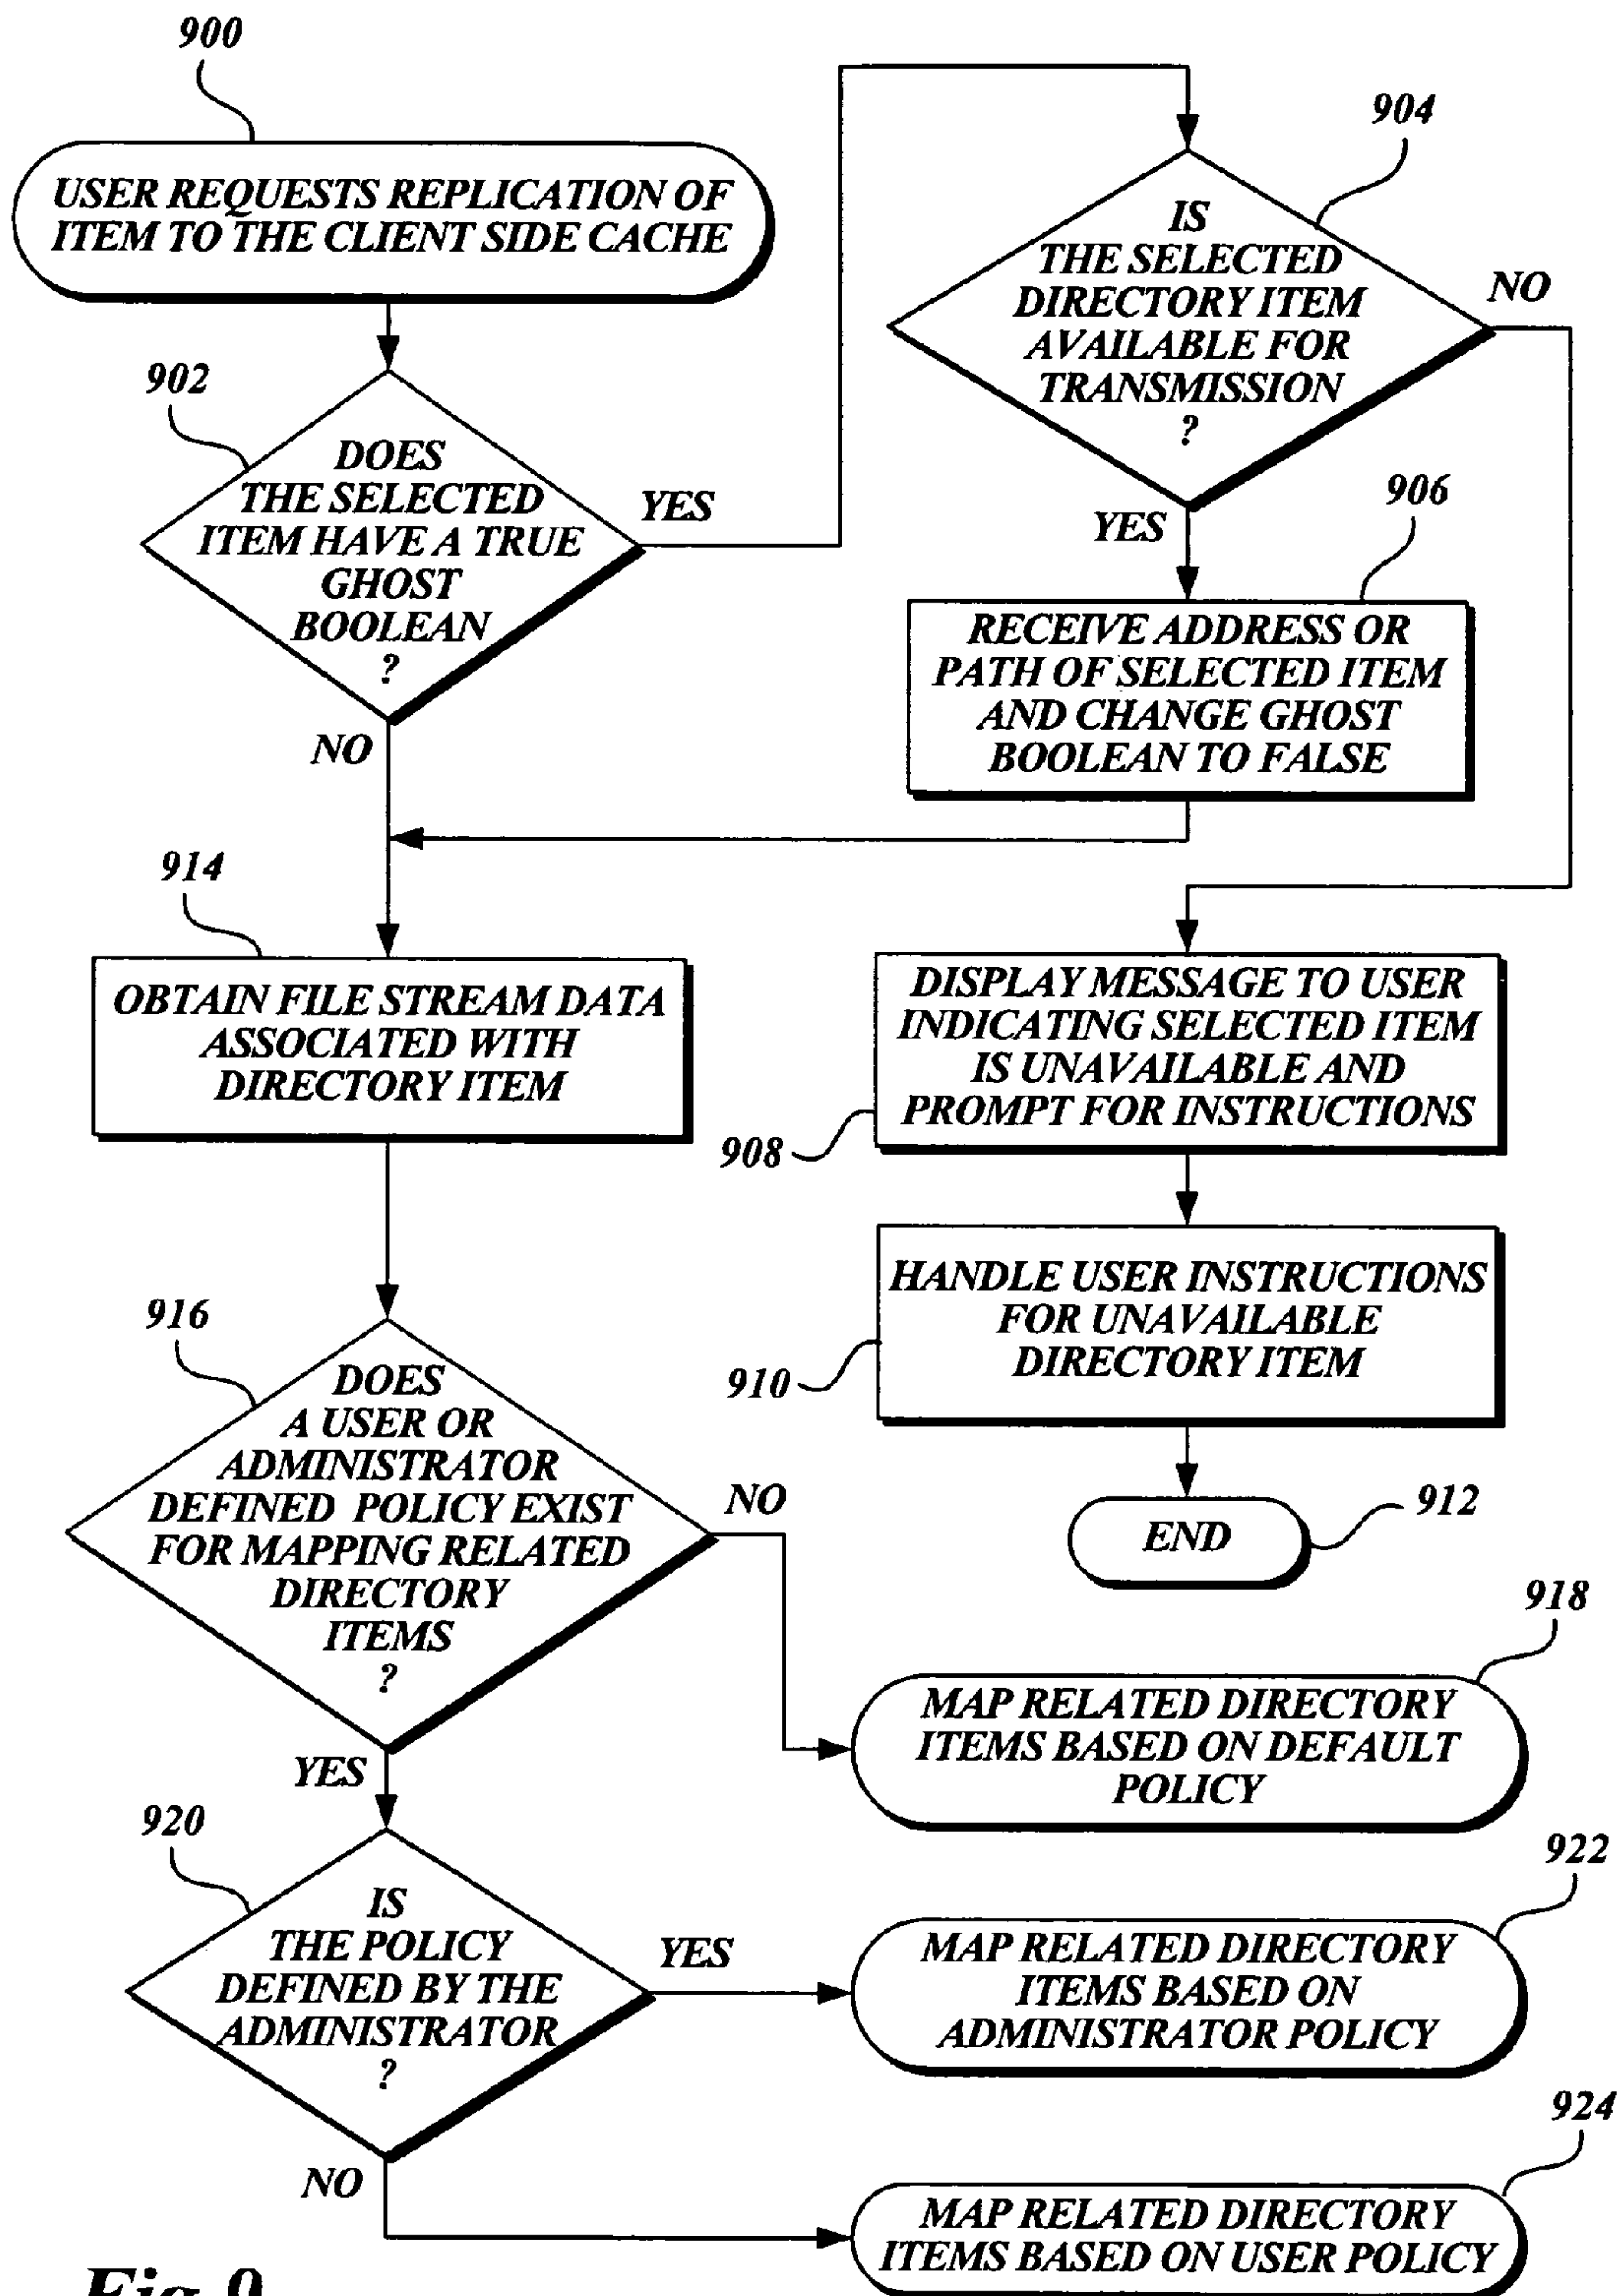 900
USER REQUESTS REPLICATION OF
ITEM TO THE CLIENT SIDE CACHE
902
DOES
THE SELECTED
ITEM HAVE A TRUE
GHOST
BOOLEAN
?
YES
NO
904
IS
THE SELECTED
DIRECTORY ITEM
AVAILABLE FOR
TRANSMISSION
?
NO
YES
906
RECEIVE ADDRESS OR
PATH OF SELECTED ITEM
AND CHANGE GHOST
BOOLEAN TO FALSE
914
OBTAIN FILE STREAM DATA
ASSOCIATED WITH
DIRECTORY ITEM
DISPLAY MESSAGE TO USER
INDICATING SELECTED ITEM
IS UNAVAILABLE AND
PROMPT FOR INSTRUCTIONS
908
HANDLE USER INSTRUCTIONS
FOR UNAVAILABLE
DIRECTORY ITEM
910
END
912
916
DOES
A USER OR
ADMINISTRATOR
DEFINED POLICY EXIST
FOR MAPPING RELATED
DIRECTORY
ITEMS
?
NO
YES
918
MAP RELATED DIRECTORY
ITEMS BASED ON DEFAULT
POLICY
920
IS
THE POLICY
DEFINED BY THE
ADMINISTRATOR
?
YES
NO
922
MAP RELATED DIRECTORY
ITEMS BASED ON
ADMINISTRATOR POLICY
924
MAP RELATED DIRECTORY
ITEMS BASED ON USER POLICY
Fig.9